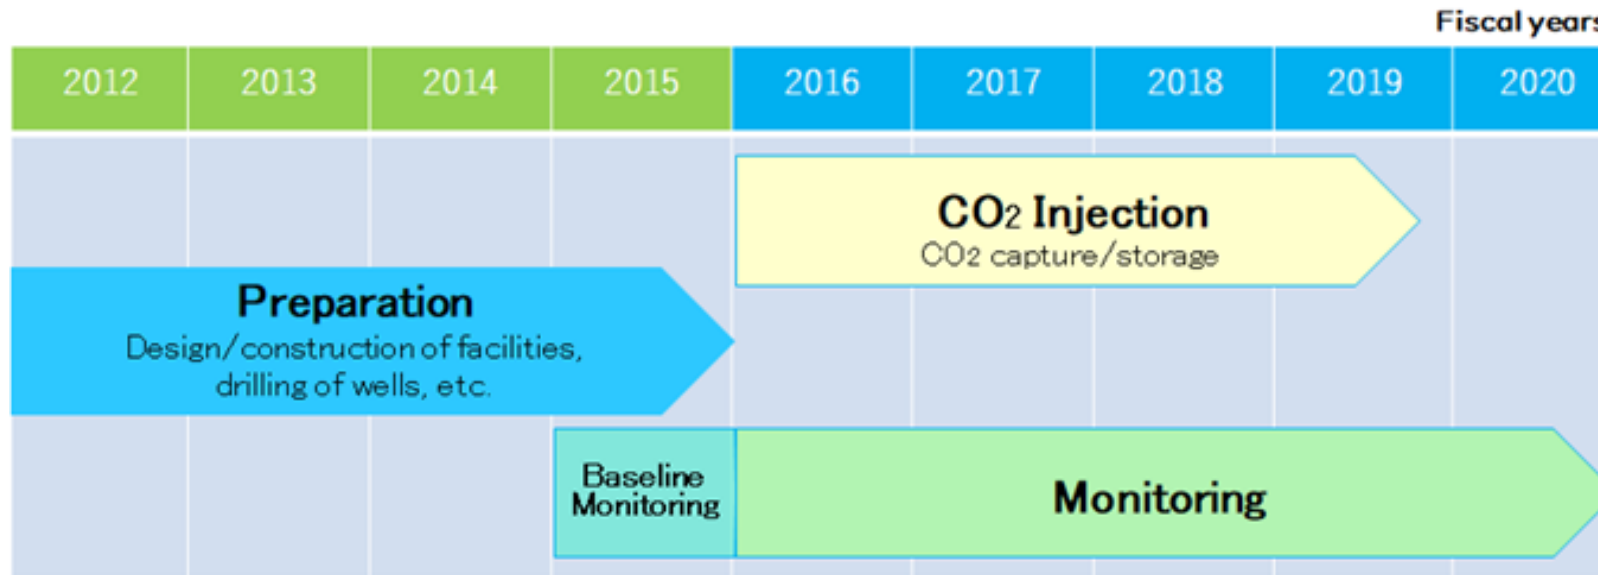 Fiscal years
2012 2013 2014 2015 2016 2017 2018 2019 2020
CO2 Injection
CO2 capture/storage
Preparation
Design/construction of facilities,
drilling of wells, etc.
Baseline
Monitoring
Monitoring